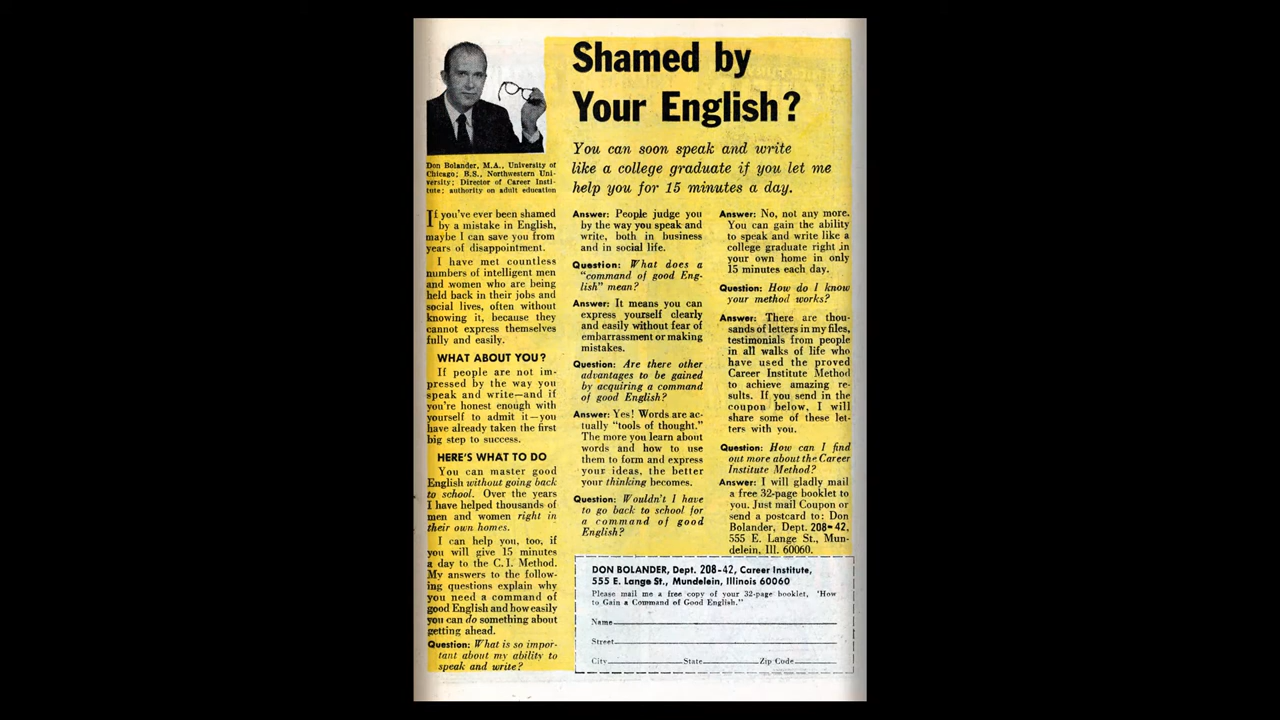 Shamed by
Your English?
You can soon speak and write
like a college graduate if you let me
help you for 15 minutes a day.
Don Bolander, M.A., University of
Chicago; B.S., Northwestern Uni-
versity; Director of Career Insti-
tute; authority on adult education
If you've ever been shamed
by a mistake in English,
maybe I can save you from
years of disappointment.
I have met countless
numbers of intelligent men
and women who are being
held back in their jobs and
social lives, often without
knowing it, because they
cannot express themselves
fully and easily.
WHAT ABOUT YOU?
If people are not im-
pressed by the way you
speak and write—and if
you're honest enough with
yourself to admit it—you
have already taken the first
big step to success.
HERE'S WHAT TO DO
You can master good
English without going back
to school. Over the years
I have helped thousands of
men and women right in
their own homes.
I can help you, too, if
you will give 15 minutes
a day to the C.I. Method.
My answers to the follow-
ing questions explain why
you need a command of
good English and how easily
you can do something about
getting ahead.
Question: What is so impor-
tant about my ability to
speak and write?
Answer: People judge you
by the way you speak and
write, both in business
and in social life.
Question: What does a
"command of good Eng-
lish" mean?
Answer: It means you can
express yourself clearly
and easily without fear of
embarrassment or making
mistakes.
Question: Are there other
advantages to be gained
by acquiring a command
of good English?
Answer: Yes! Words are ac-
tually "tools of thought."
The more you learn about
words and how to use
them to form and express
your ideas, the better
your thinking becomes.
Question: Wouldn't I have
to go back to school for
a command of good
English?
Answer: No, not any more.
You can gain the ability
to speak and write like a
college graduate right in
your own home in only
15 minutes each day.
Question: How do I know
your method works?
Answer: There are thou-
sands of letters in my files,
testimonials from people
in all walks of life who
have used the proved
Career Institute Method
to achieve amazing re-
sults. If you send in the
coupon below, I will
share some of these let-
ters with you.
Question: How can I find
out more about the Career
Institute Method?
Answer: I will gladly mail
a free 32-page booklet to
you. Just mail Coupon or
send a postcard to: Don
Bolander, Dept. 208-42,
555 E. Lange St., Mun-
delein, Ill. 60060.
DON BOLANDER, Dept. 208-42, Career Institute,
555 E. Lange St., Mundelein, Illinois 60060
Please mail me a free copy of your 32-page booklet, 'How
to Gain a Command of Good English."
Name
Street
City State Zip Code